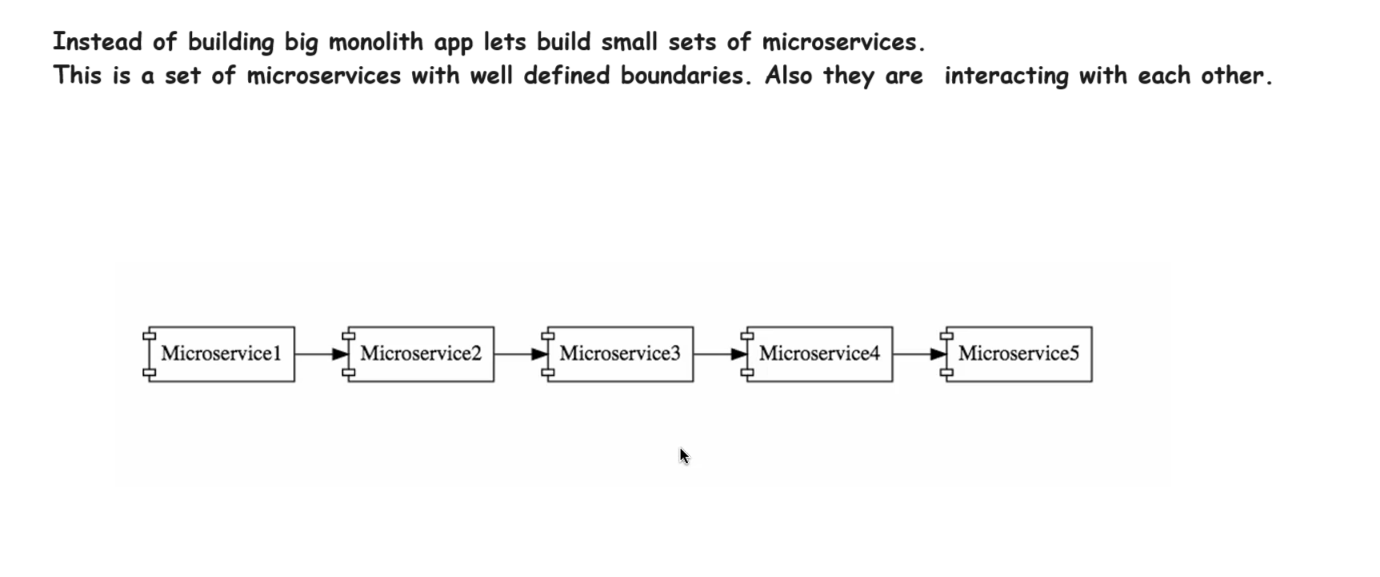 Instead of building big monolith app lets build small sets of microservices.
This is a set of microservices with well defined boundaries. Also they are  interacting with each other.
Microservice1
Microservice2
Microservice3
Microservice4
Microservice5